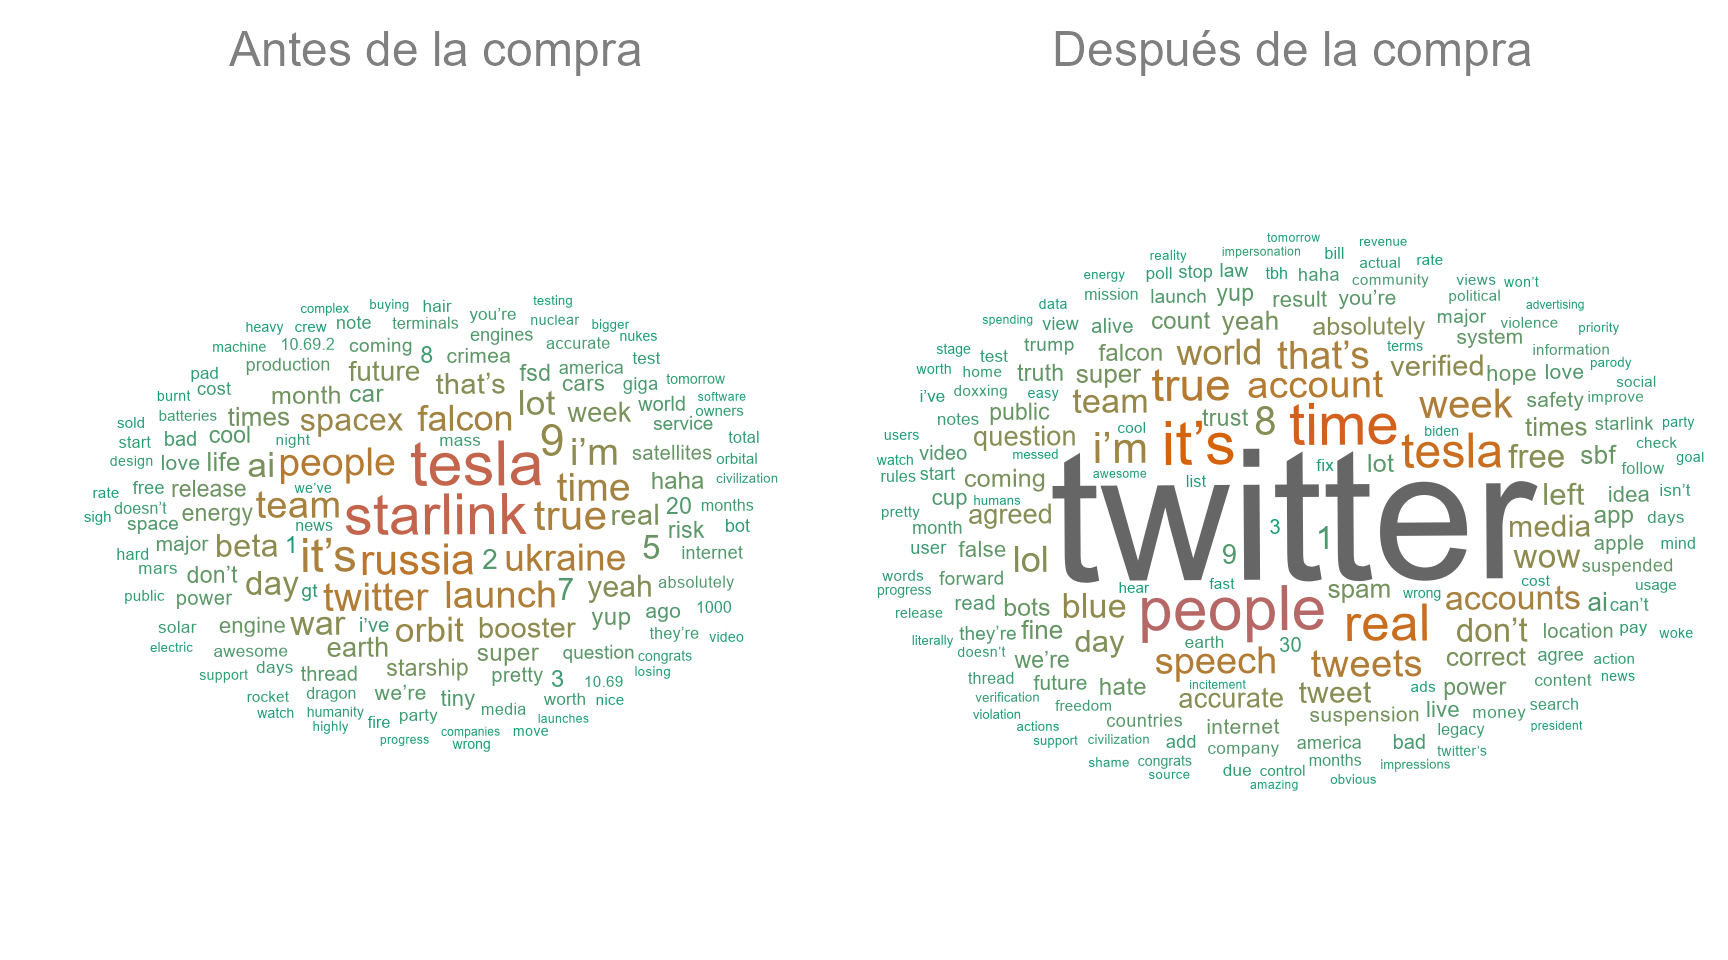 Antes de la compra
complex
buying
hair
testing
heavy
crew
note
terminals
you’re
engines
nuclear
bigger
machine
10.69.2
coming
8
crimea
accurate
nukes
pad
production
future
that’s
fsd
america
test
burnt
cost
month
car
lot
cars
giga
tomorrow
sold
batteries
times
spacex
falcon
week
world
owners
software
start
bad
cool
night
mass
9
i’m
service
total
design
love
life
ai
people
tesla
satellites
orbital
rate
free
release
we’ve
time
haha
civilization
sigh
doesn’t
space
energy
team
news
starlink
true
real
20
months
risk
bot
hard
major
beta
1
it’s
russia
2
ukraine
5
internet
mars
don’t
day
gt
twitter
launch
7
yeah
absolutely
public
power
solar
engine
war
i’ve
orbit
booster
yup
ago
1000
electric
awesome
earth
super
question
they’re
video
support
days
thread
starship
pretty
3
10.69
congrats
losing
rocket
dragon
we’re
tiny
worth
nice
watch
humanity
highly
fire
party
media
launches
progress
companies
wrong
move
Después de la compra
tomorrow
reality
impersonation
bill
revenue
energy
poll
stop
law
tbh
haha
actual
rate
community
views
won’t
data
mission
launch
yup
result
you’re
political
advertising
spending
view
alive
count
yeah
absolutely
major
violence
priority
stage
test
trump
falcon
world
that’s
terms
system
information
worth
home
truth
super
true
account
verified
hope
love
parody
i’ve
doxxing
easy
team
trust
8
time
week
safety
social
improve
notes
public
cool
it’s
biden
times
starlink
party
users
video
question
messed
i’m
tesla
free
sbf
check
goal
watch
rules
start
coming
awesome
list
fix
lot
follow
pretty
cup
humans
agreed
twitter
left
idea
isn’t
month
3
1
media
app
days
user
false
lol
9
wow
apple
mind
suspended
words
progress
forward
hear
fast
spam
wrong
cost
usage
release
read
bots
blue
people
real
accounts
ai
can’t
literally
they’re
fine
day
earth
30
don’t
location
pay
woke
doesn’t
we’re
speech
tweets
correct
agree
action
thread
future
hate
incitement
accurate
tweet
ads
power
content
news
verification
freedom
violation
countries
internet
suspension
live
money
search
actions
president
support
civilization
add
company
america
bad
legacy
twitter’s
shame
congrats
source
due
control
months
impressions
amazing
obvious